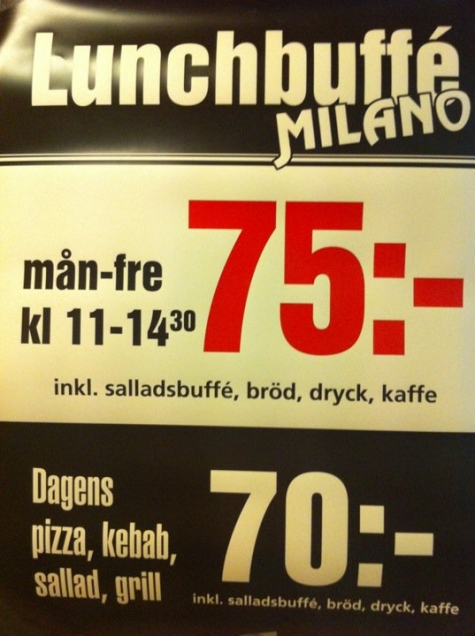 Lunchbuffé
MILANO
mån-fre
kl 11-14³⁰
75:-
inkl. salladsbuffé, bröd, dryck, kaffe
Dagens
pizza, kebab,
sallad, grill
70:-
inkl. salladsbuffé, bröd, dryck, kaffe